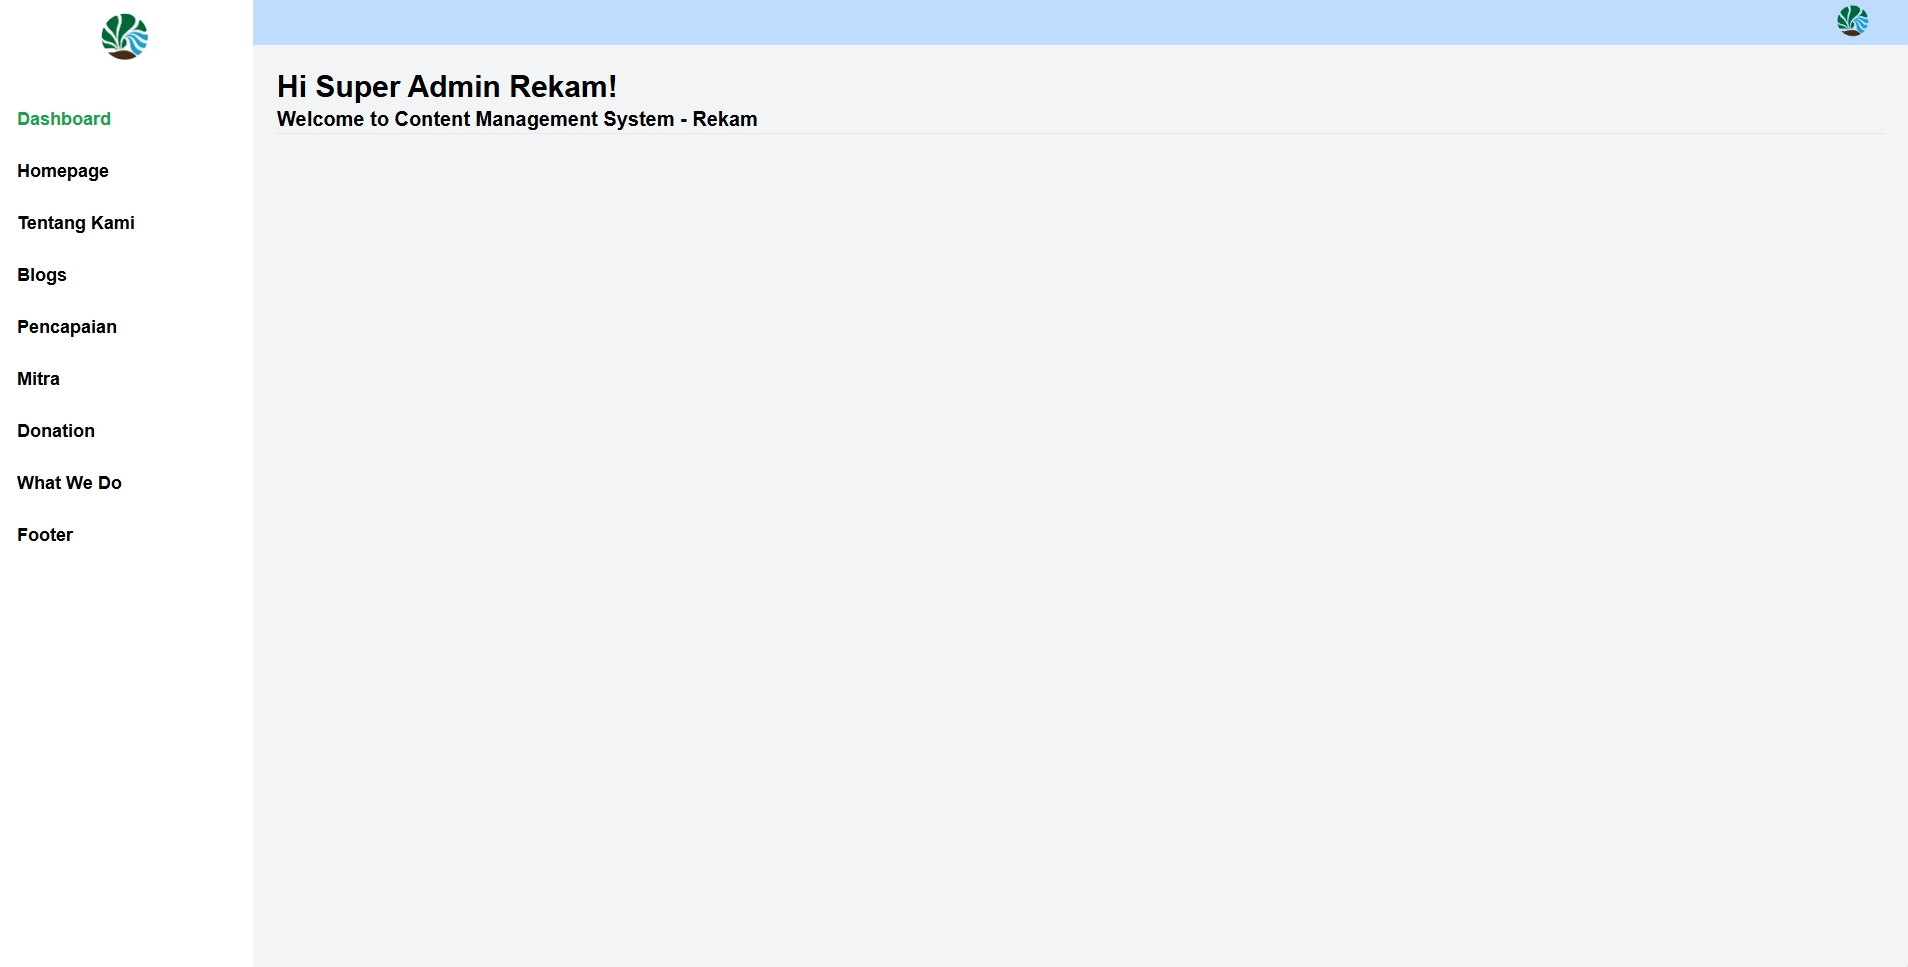 Dashboard
Homepage
Tentang Kami
Blogs
Pencapaian
Mitra
Donation
What We Do
Footer
Hi Super Admin Rekam!
Welcome to Content Management System - Rekam